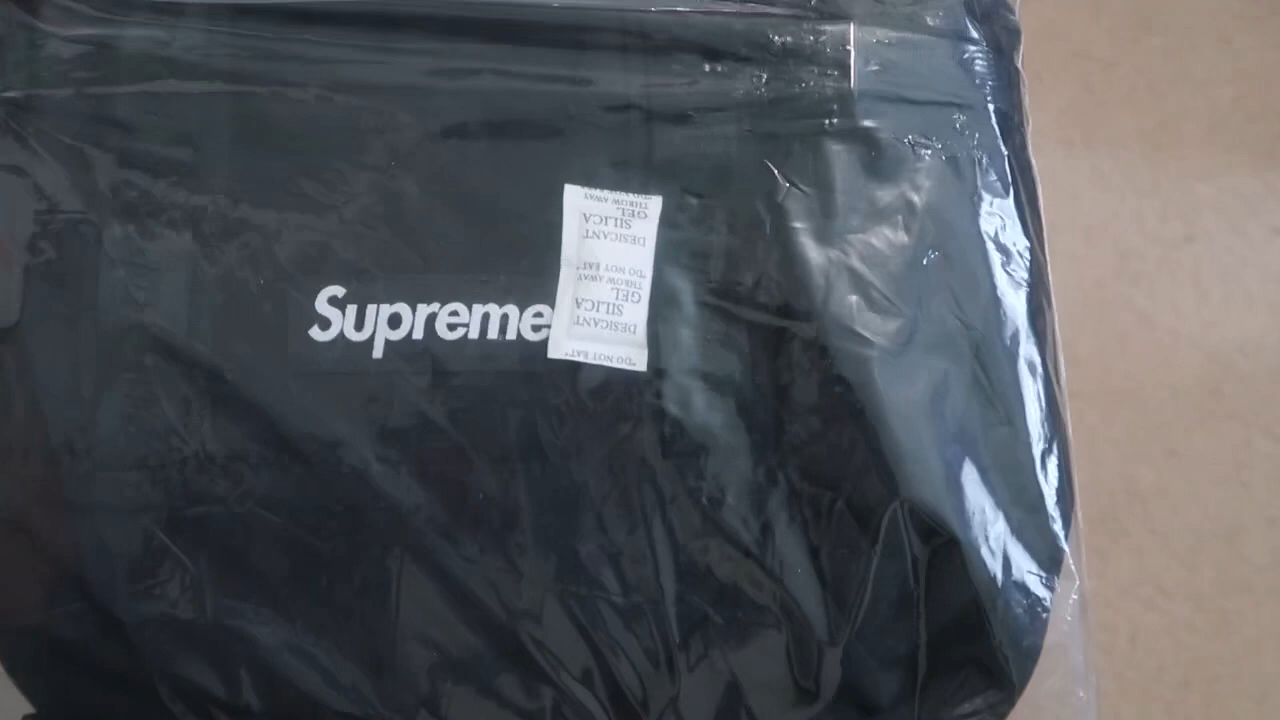 Supreme
"DO NOT EAT"
DESICANT
SILICA
GEL
THROW AWAY
"DO NOT EAT"
DESICANT
SILICA
GEL
THROW AWAY